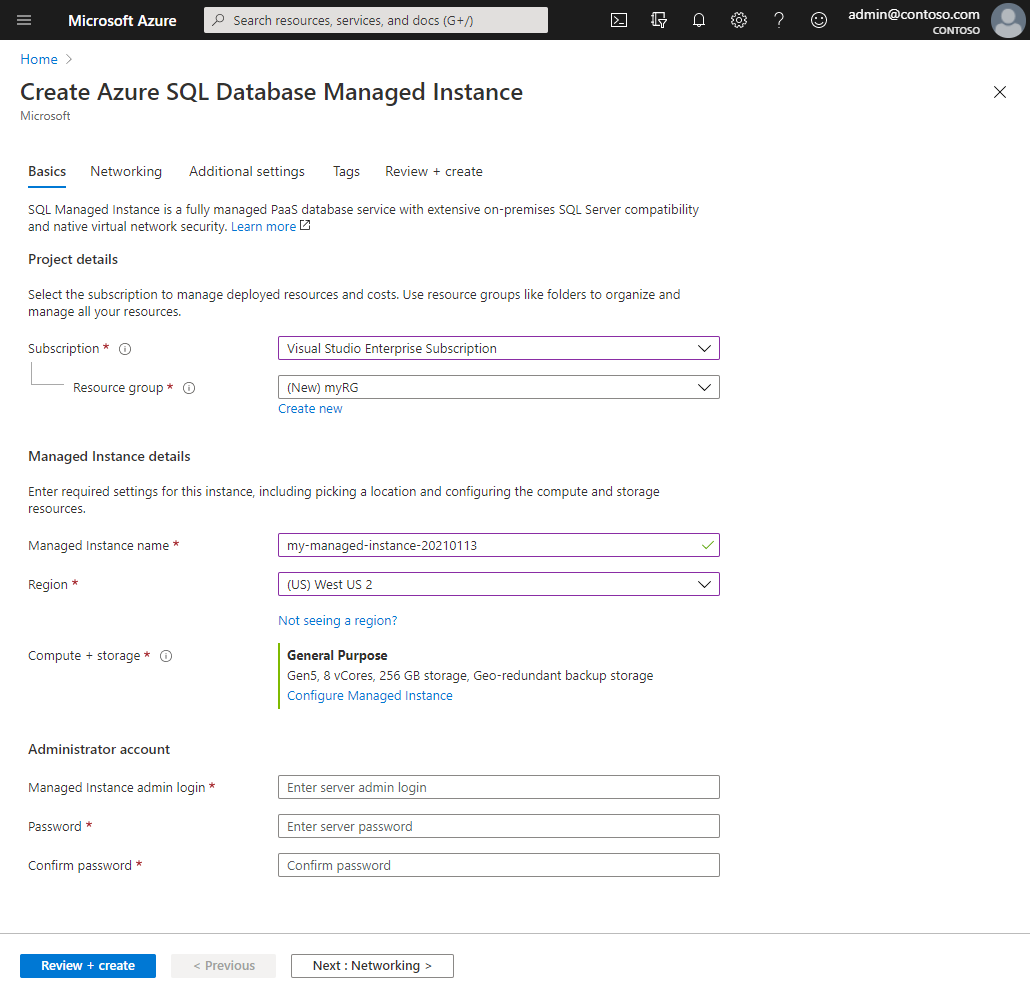 Microsoft Azure
Search resources, services, and docs (G+/)
admin@contoso.com
CONTOSO
Home >
Create Azure SQL Database Managed Instance
Microsoft
Basics Networking Additional settings Tags Review + create
SQL Managed Instance is a fully managed PaaS database service with extensive on-premises SQL Server compatibility
and native virtual network security. Learn more
Project details
Select the subscription to manage deployed resources and costs. Use resource groups like folders to organize and
manage all your resources.
Subscription * Visual Studio Enterprise Subscription
Resource group * (New) myRG
Create new
Managed Instance details
Enter required settings for this instance, including picking a location and configuring the compute and storage
resources.
Managed Instance name * my-managed-instance-20210113
Region * (US) West US 2
Not seeing a region?
Compute + storage * General Purpose
Gen5, 8 vCores, 256 GB storage, Geo-redundant backup storage
Configure Managed Instance
Administrator account
Managed Instance admin login * Enter server admin login
Password * Enter server password
Confirm password * Confirm password
Review + create < Previous Next : Networking >